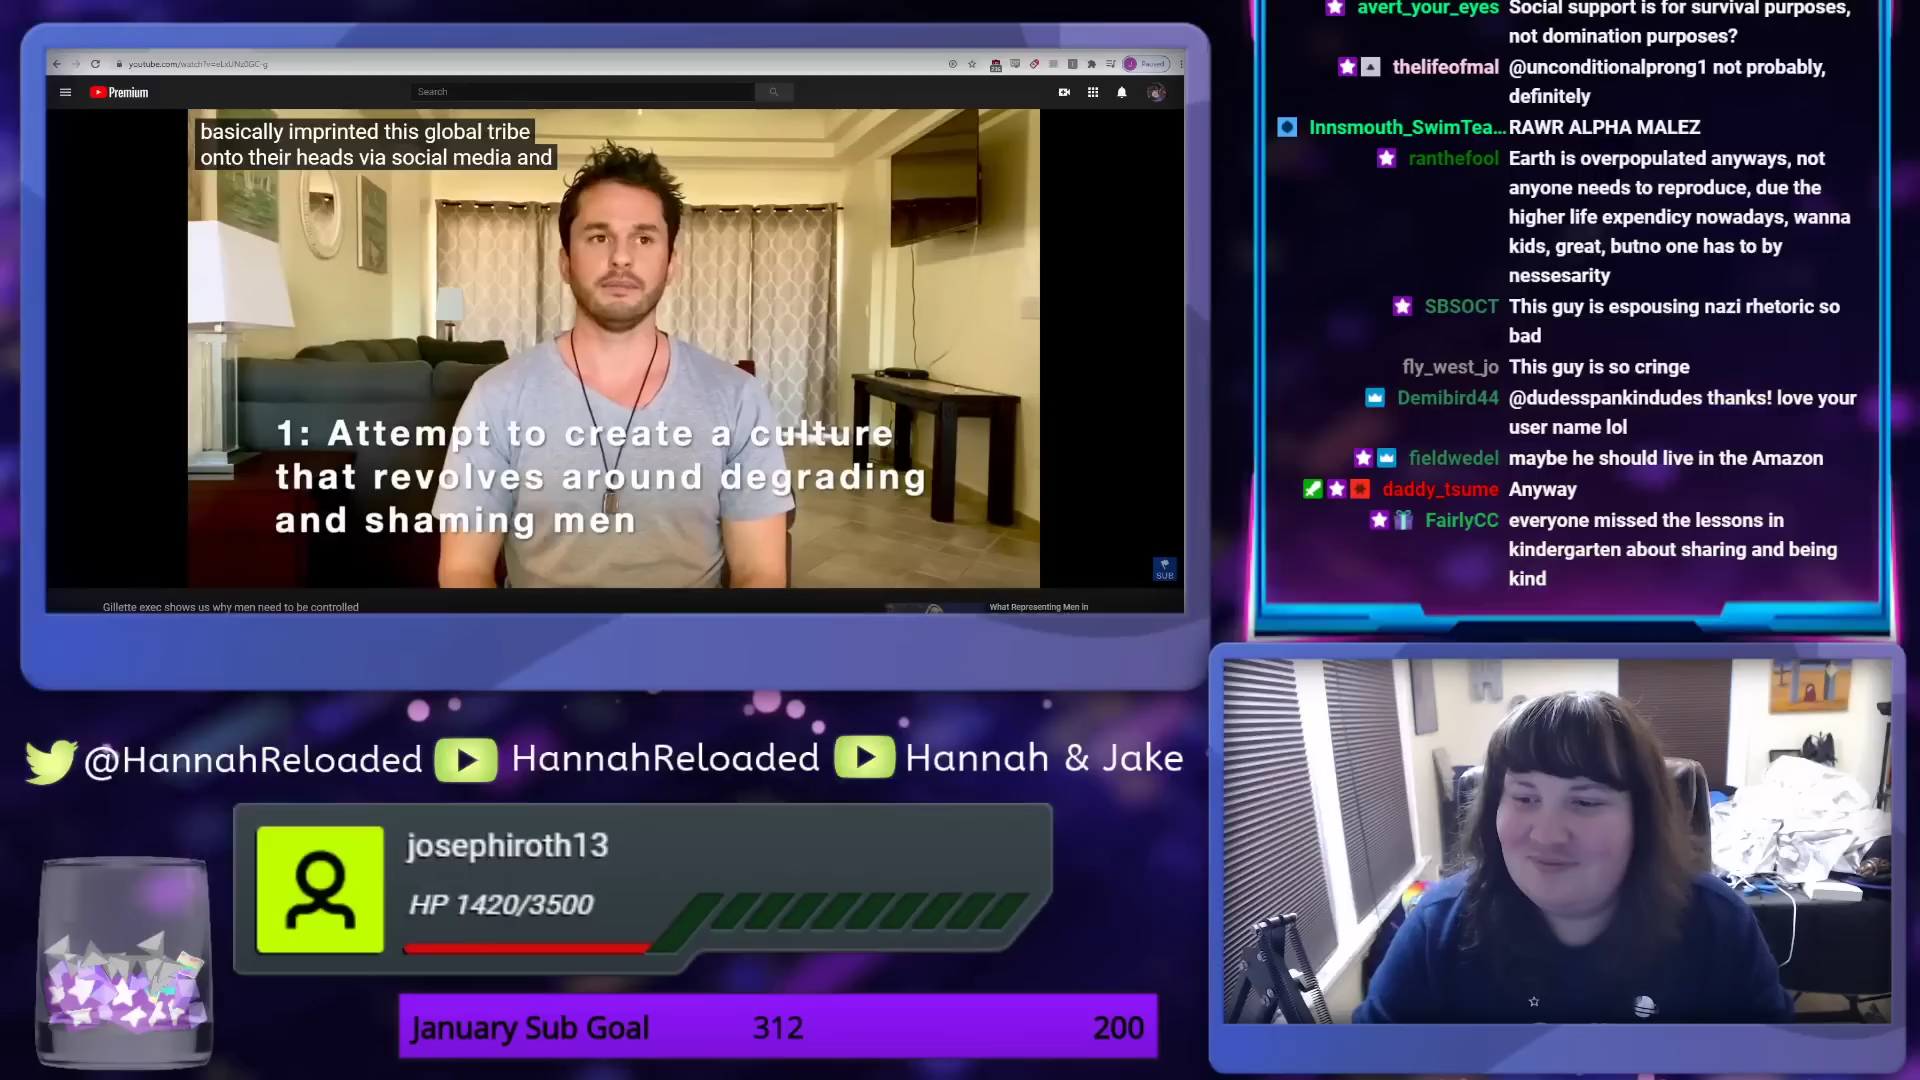 youtube.com/watch?v=eLxUNz0GC-g
Paused
Premium
Search
basically imprinted this global tribe
onto their heads via social media and
1: Attempt to create a culture
that revolves around degrading
and shaming men
SUB
Gillette exec shows us why men need to be controlled
What Representing Men in
avert_your_eyes Social support is for survival purposes,
not domination purposes?
thelifeofmal @unconditionalprong1 not probably,
definitely
Innsmouth_SwimTea... RAWR ALPHA MALEZ
ranthefool Earth is overpopulated anyways, not
anyone needs to reproduce, due the
higher life expendicy nowadays, wanna
kids, great, butno one has to by
nessesarity
SBSOCT This guy is espousing nazi rhetoric so
bad
fly_west_jo This guy is so cringe
Demibird44 @dudesspankindudes thanks! love your
user name lol
fieldwedel maybe he should live in the Amazon
daddy_tsume Anyway
FairlyCC everyone missed the lessons in
kindergarten about sharing and being
kind
@HannahReloaded HannahReloaded Hannah & Jake
josephiroth13
HP 1420/3500
January Sub Goal 312 200